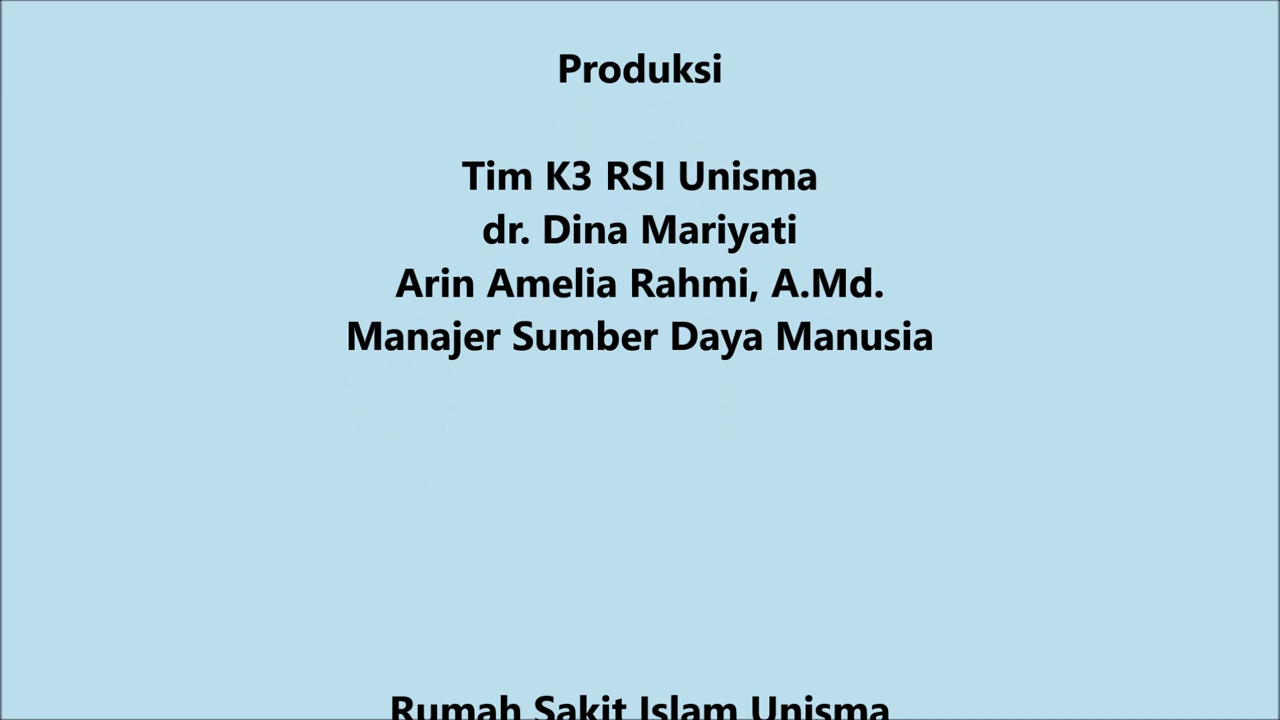 Produksi
Tim K3 RSI Unisma
dr. Dina Mariyati
Arin Amelia Rahmi, A.Md.
Manajer Sumber Daya Manusia
Rumah Sakit Islam Unisma